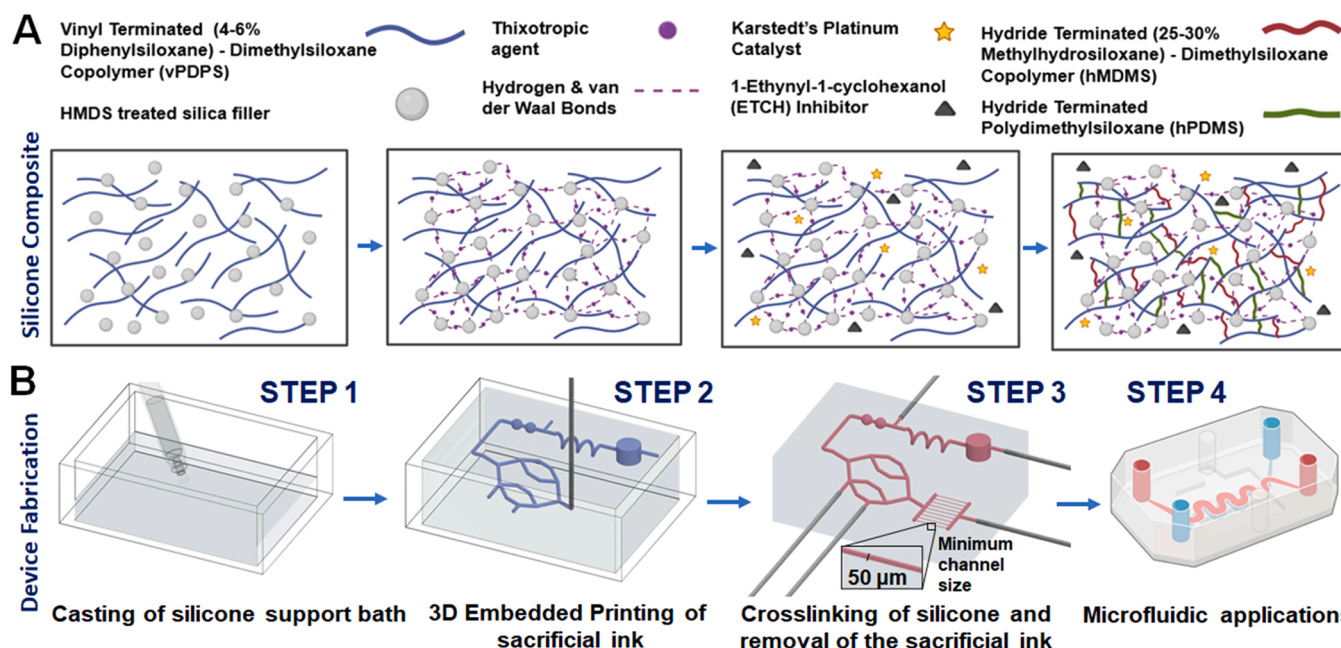 A
Vinyl Terminated (4-6%
Diphenylsiloxane) - Dimethylsiloxane
Copolymer (vPDPS)
HMDS treated silica filler
Thixotropic
agent
Hydrogen & van
der Waal Bonds
Karstedt's Platinum
Catalyst
1-Ethynyl-1-cyclohexanol
(ETCH) Inhibitor
Hydride Terminated (25-30%
Methylhydrosiloxane) - Dimethylsiloxane
Copolymer (hMDMS)
Hydride Terminated
Polydimethylsiloxane (hPDMS)
Silicone Composite
B
Device Fabrication
STEP 1
Casting of silicone support bath
STEP 2
3D Embedded Printing of
sacrificial ink
STEP 3
50 µm
Minimum
channel
size
Crosslinking of silicone and
removal of the sacrificial ink
STEP 4
Microfluidic application